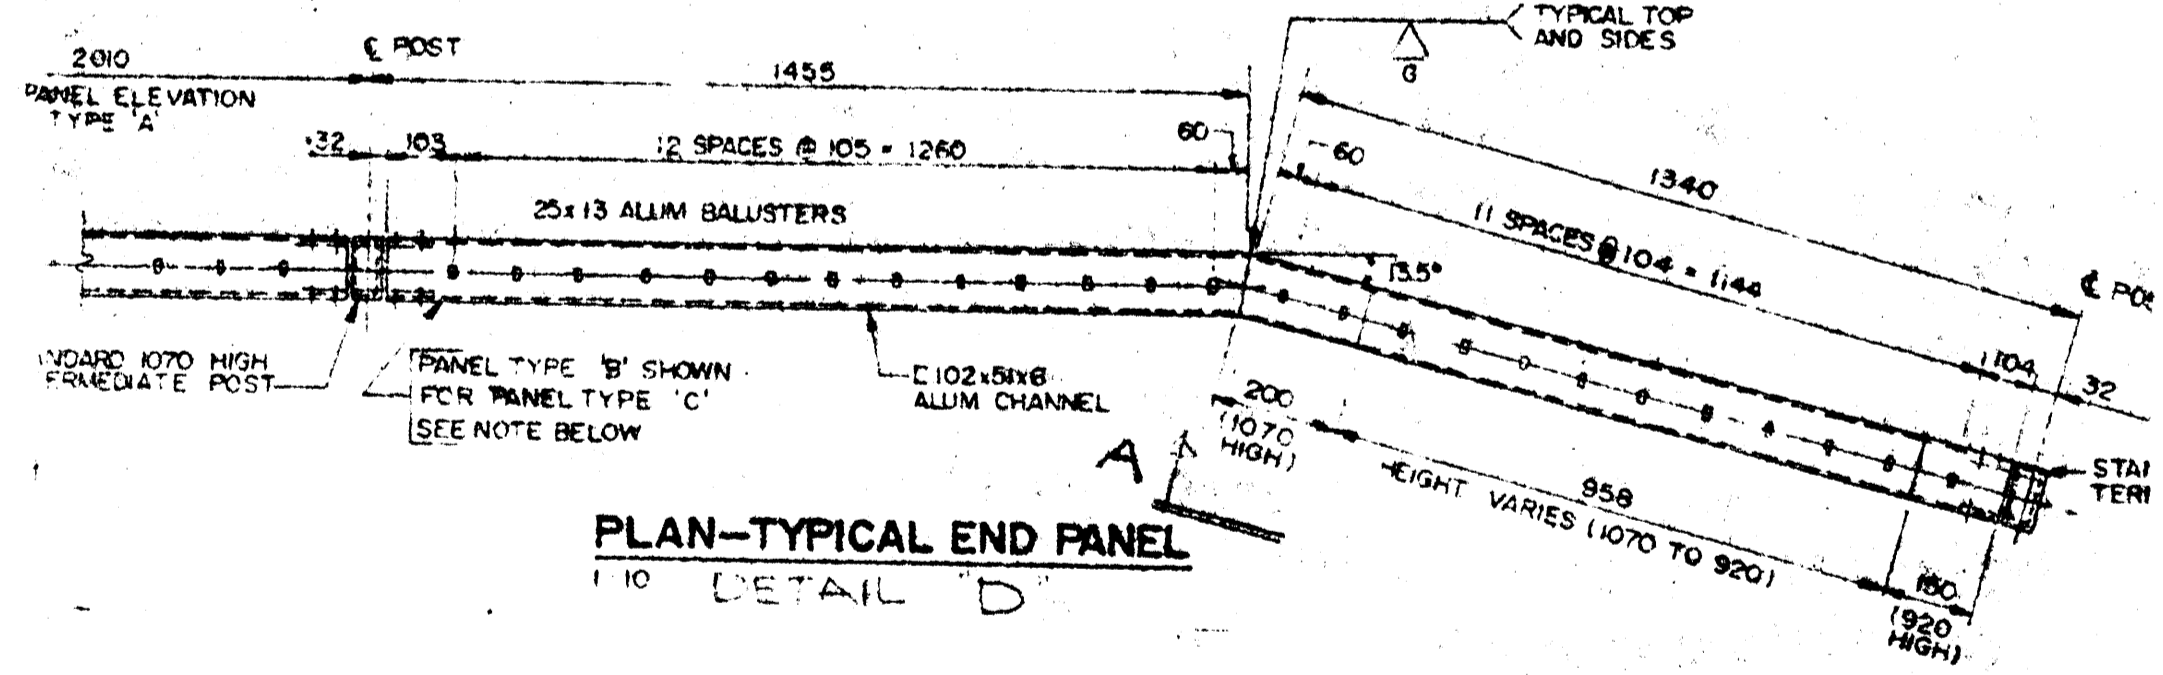 TYPICAL TOP
AND SIDES
B
2010
℄ POST
1455
PANEL ELEVATION
TYPE 'A'
32
103
12 SPACES @ 105 = 1260
60
60
1340
11 SPACES @ 104 = 1144
25x13 ALUM BALUSTERS
13.5°
℄ POS
NDARD 1070 HIGH
ERMEDIATE POST
PANEL TYPE 'B' SHOWN
FOR PANEL TYPE 'C'
SEE NOTE BELOW
C 102x51x6
ALUM CHANNEL
104
32
200
(1070
HIGH)
A
958
HEIGHT VARIES (1070 TO 920)
STAN
TERM
150
(920
HIGH)
PLAN-TYPICAL END PANEL
1:10 DETAIL "D"